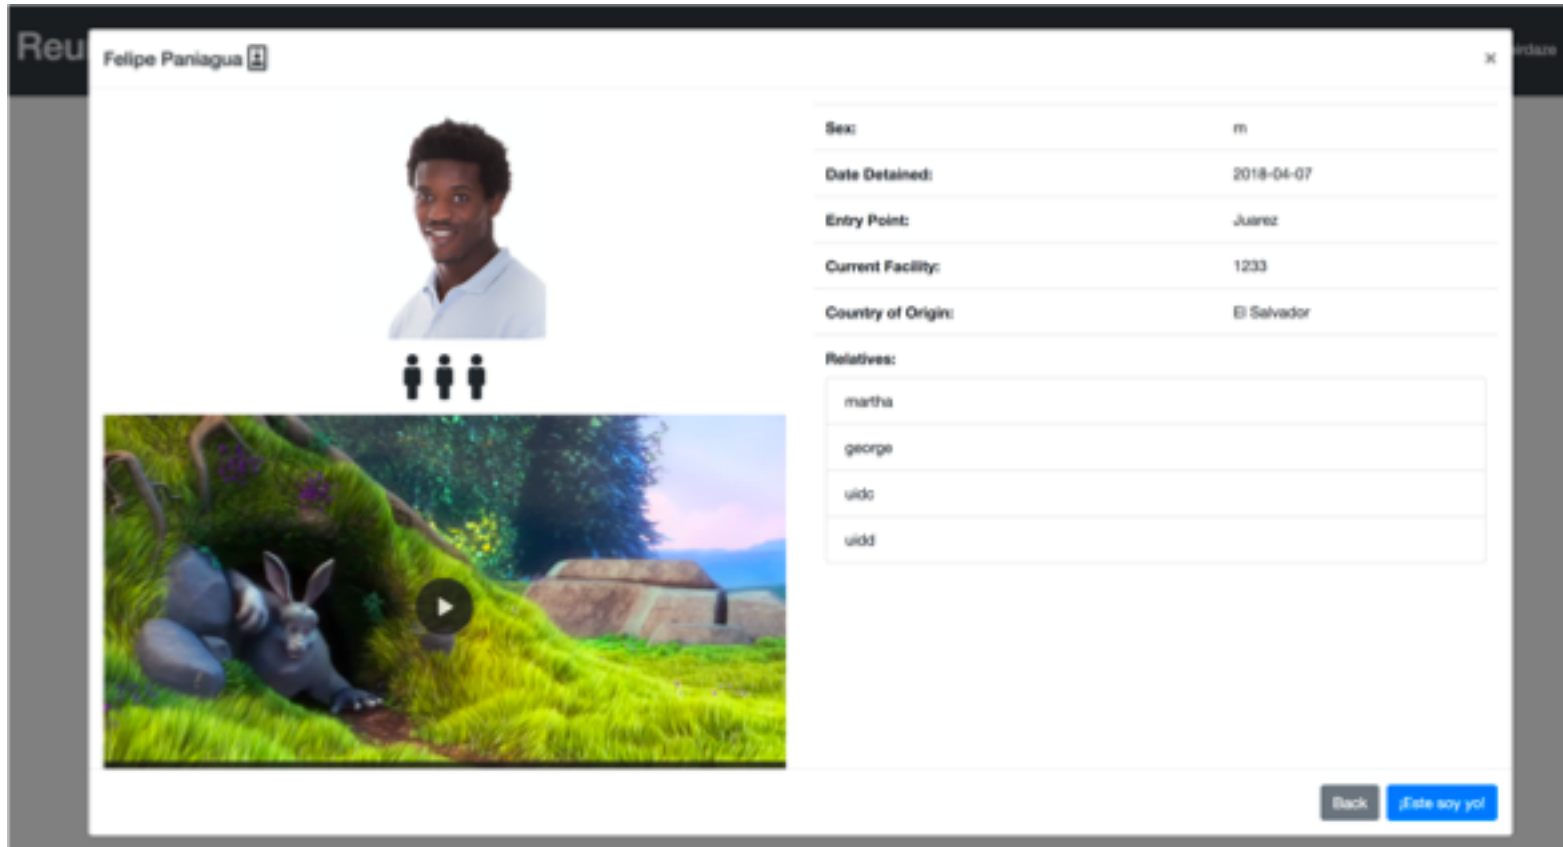 Reu
Felipe Paniagua
×
Sex: m
Date Detained: 2018-04-07
Entry Point: Juarez
Current Facility: 1233
Country of Origin: El Salvador
Relatives:
martha
george
uidc
uidd
Back ¡Este soy yo!